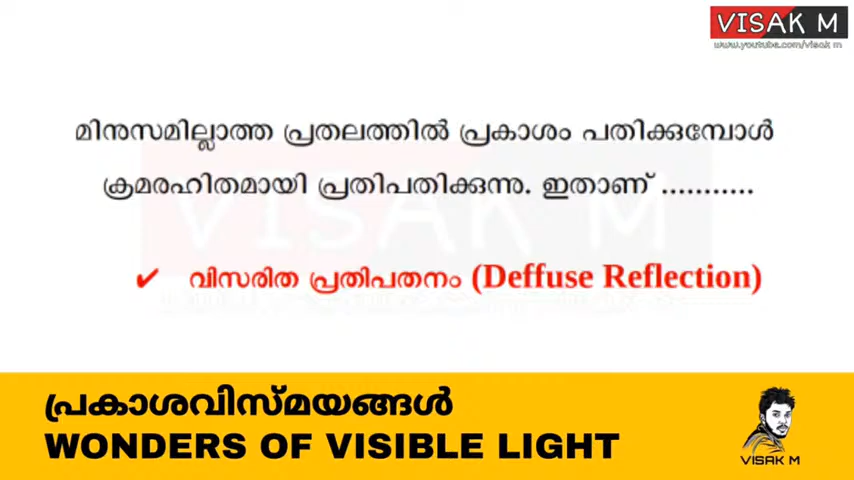 VISAK M
www.youtube.com/visak m
മിനുസമില്ലാത്ത പ്രതലത്തിൽ പ്രകാശം പതിക്കുമ്പോൾ
ക്രമരഹിതമായി പ്രതിപതിക്കുന്നു. ഇതാണ് ...........
✔ വിസരിത പ്രതിപതനം (Deffuse Reflection)
പ്രകാശവിസ്മയങ്ങൾ
WONDERS OF VISIBLE LIGHT
VISAK M